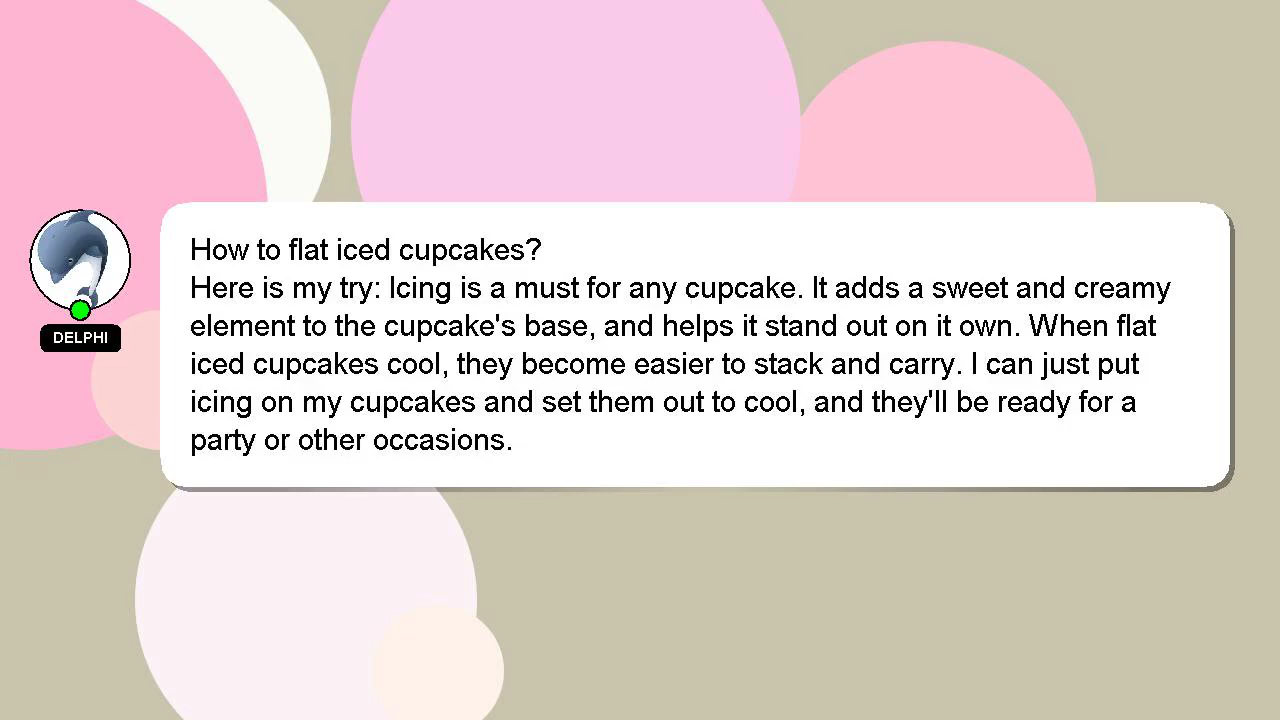 How to flat iced cupcakes?
Here is my try: Icing is a must for any cupcake. It adds a sweet and creamy
element to the cupcake's base, and helps it stand out on it own. When flat
iced cupcakes cool, they become easier to stack and carry. I can just put
icing on my cupcakes and set them out to cool, and they'll be ready for a
party or other occasions.
DELPHI